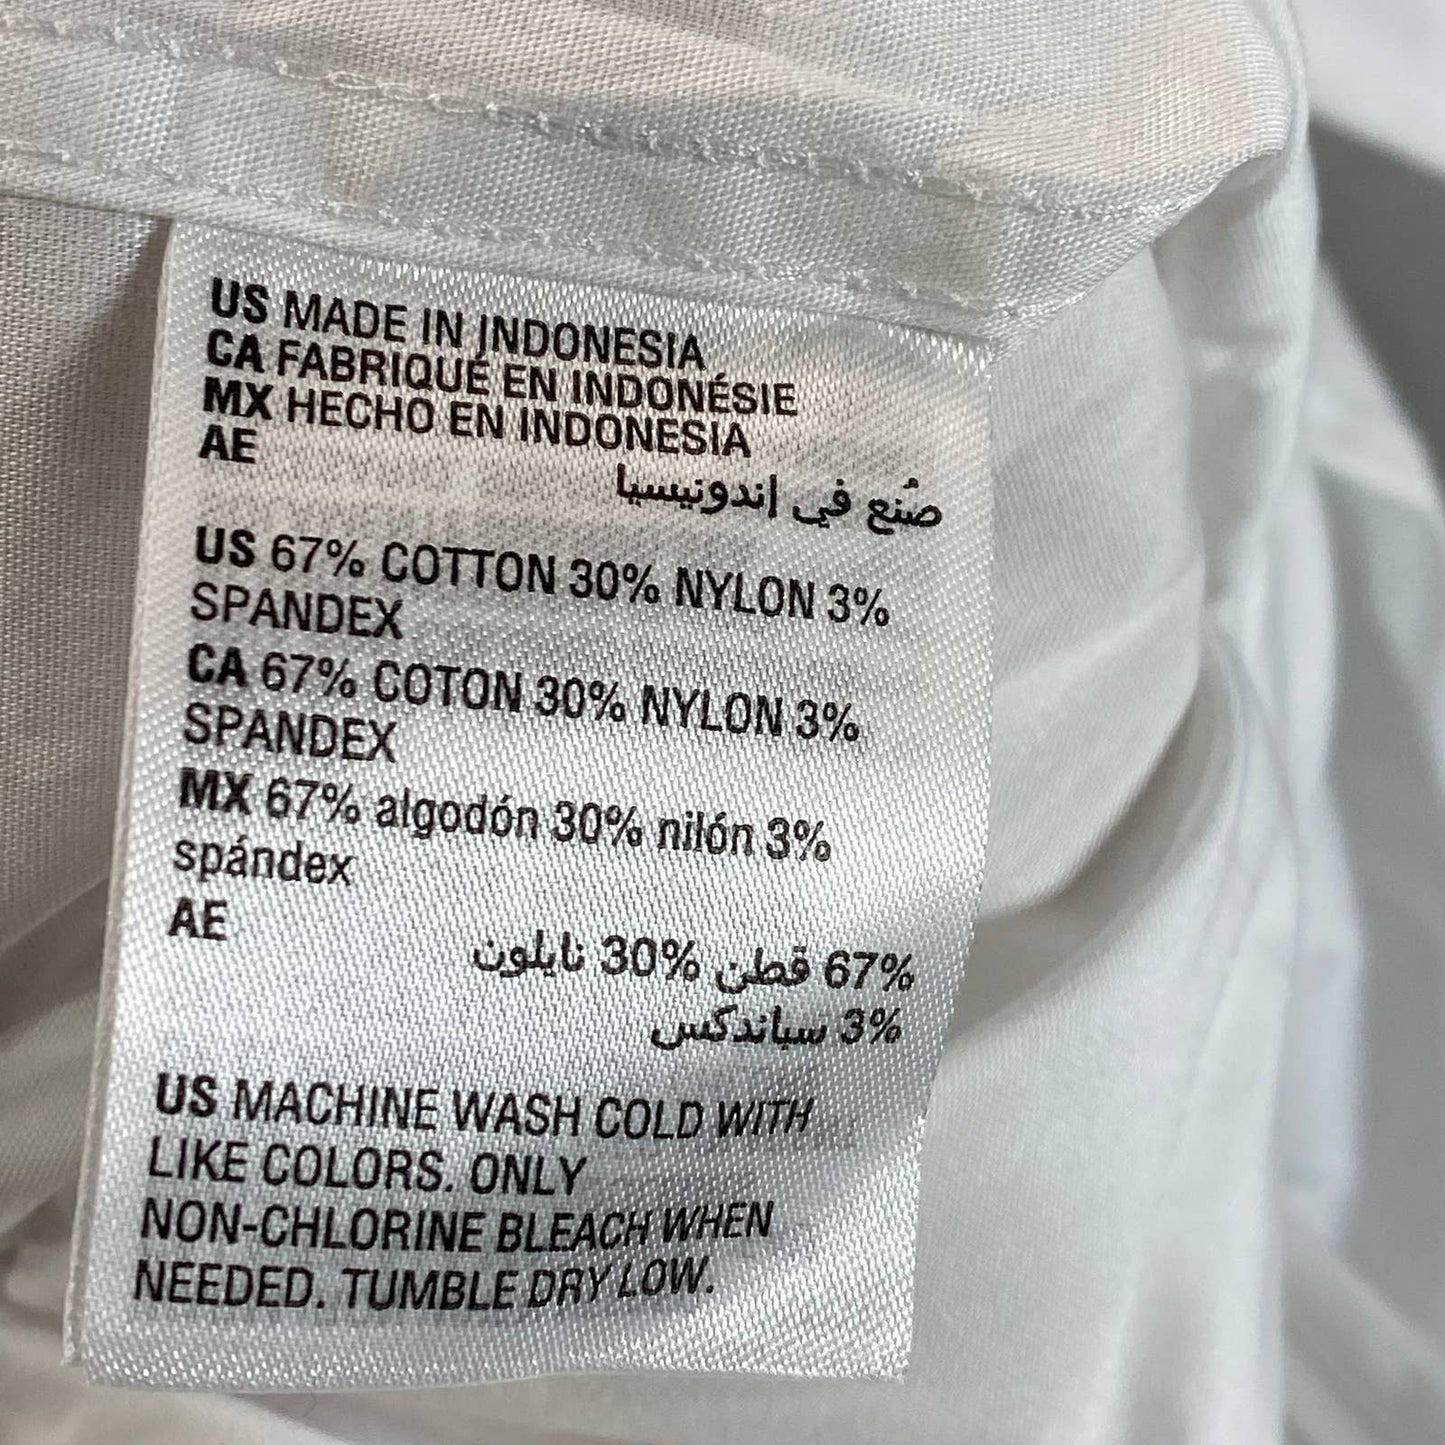 US MADE IN INDONESIA
CA FABRIQUÉ EN INDONÉSIE
MX HECHO EN INDONESIA
AE
صُنع في إندونيسيا
US 67% COTTON 30% NYLON 3%
SPANDEX
CA 67% COTON 30% NYLON 3%
SPANDEX
MX 67% algodón 30% nilón 3%
spándex
AE
67% قطن 30% نايلون
3% سباندكس
US MACHINE WASH COLD WITH
LIKE COLORS. ONLY
NON-CHLORINE BLEACH WHEN
NEEDED. TUMBLE DRY LOW.